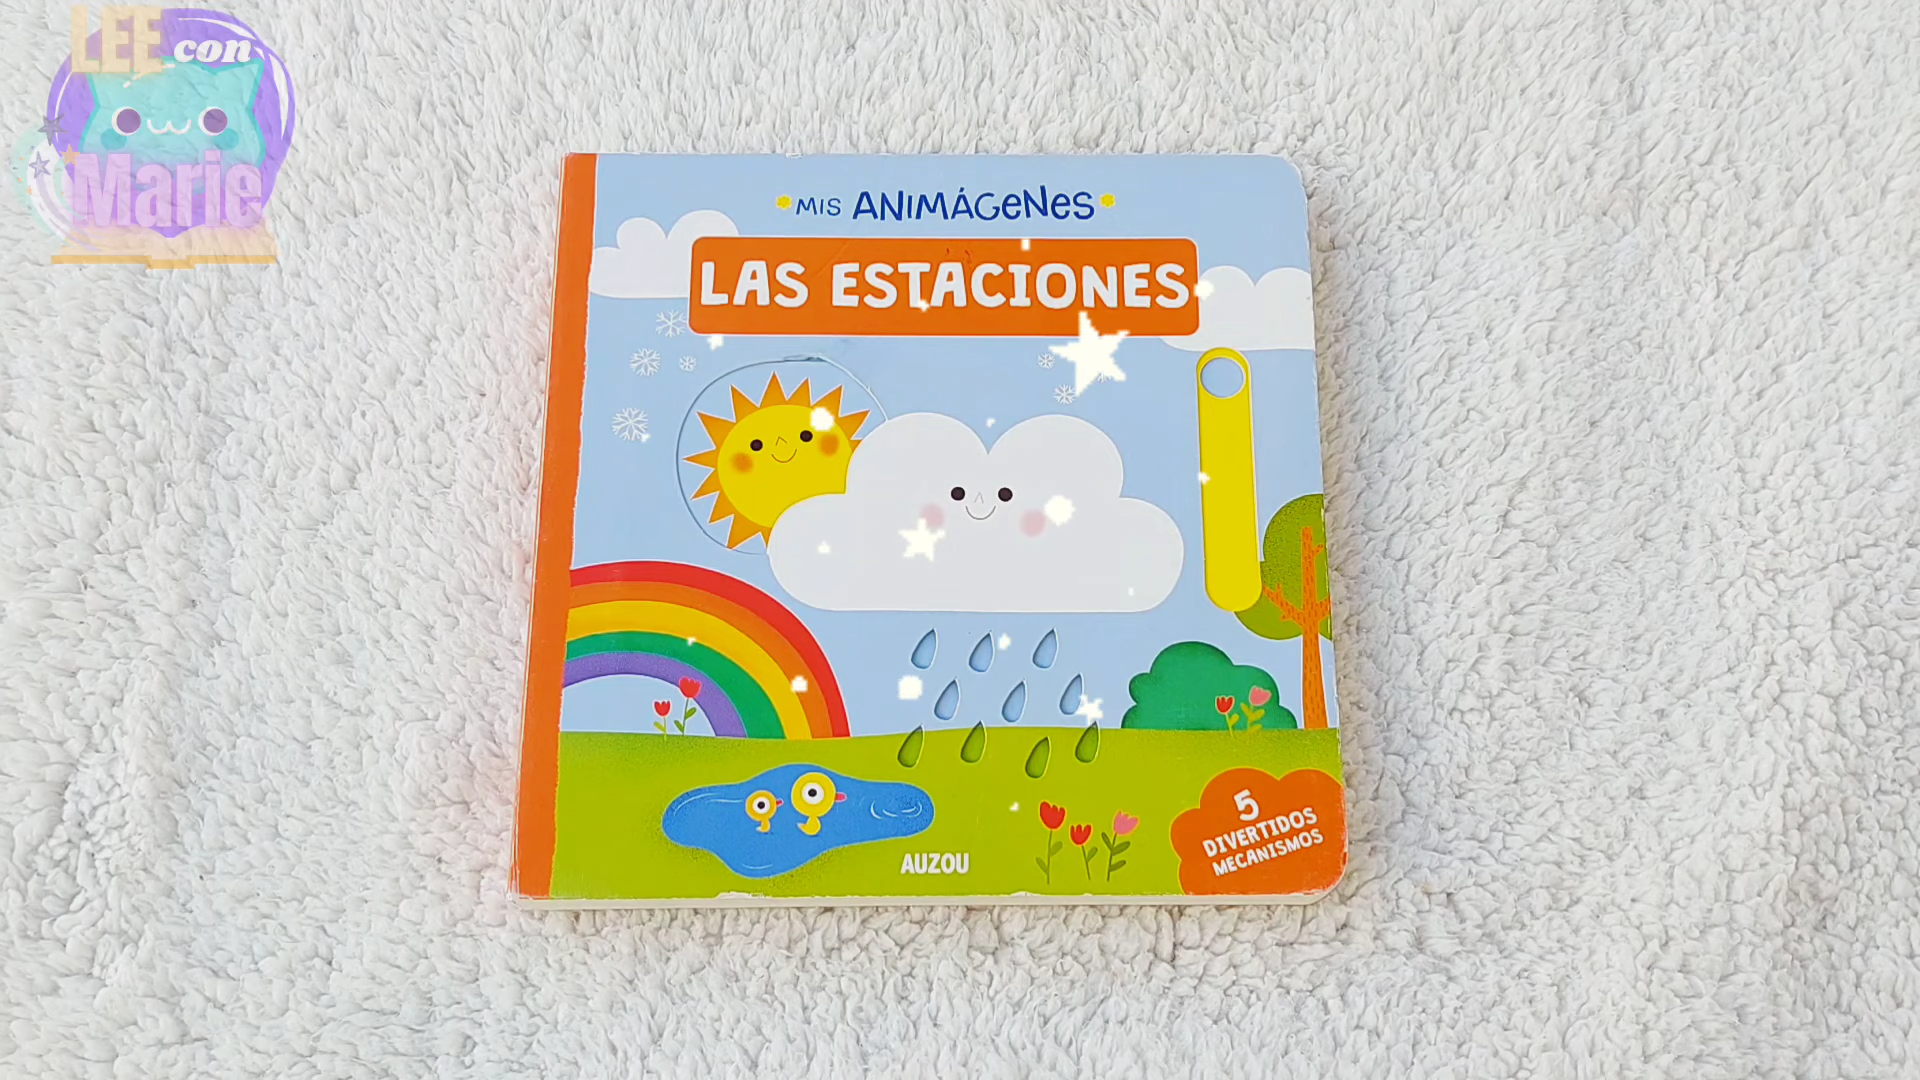 LEE con
Marie
MIS ANIMÁGENES
LAS ESTACIONES
5
DIVERTIDOS
MECANISMOS
AUZOU